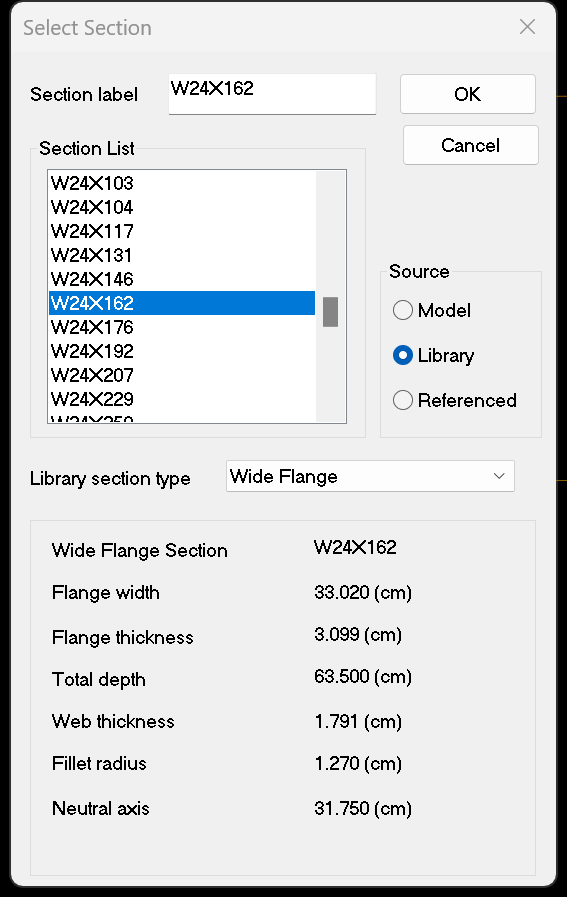 Select Section
Section label W24X162 OK
Cancel
Section List
W24X103
W24X104
W24X117
W24X131
W24X146
W24X162
W24X176
W24X192
W24X207
W24X229
Source
Model
Library
Referenced
Library section type Wide Flange
Wide Flange Section W24X162
Flange width 33.020 (cm)
Flange thickness 3.099 (cm)
Total depth 63.500 (cm)
Web thickness 1.791 (cm)
Fillet radius 1.270 (cm)
Neutral axis 31.750 (cm)